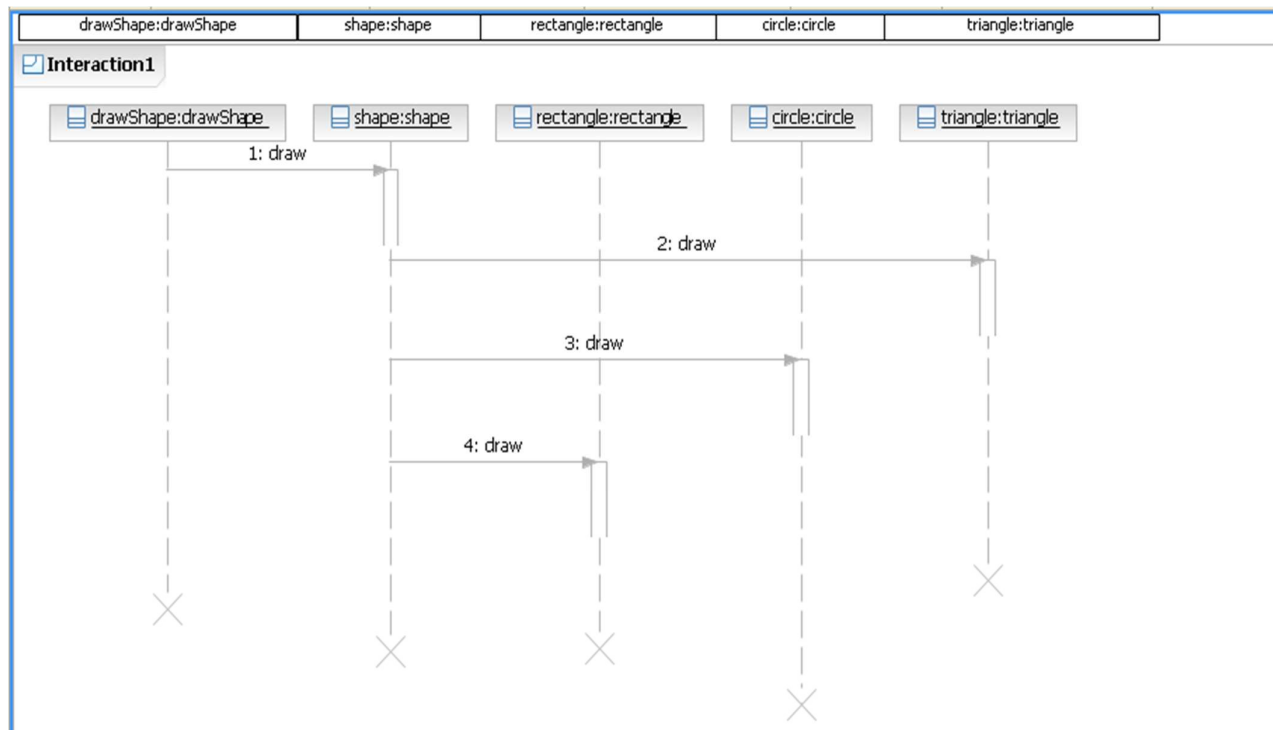 drawShape:drawShape shape:shape rectangle:rectangle circle:circle triangle:triangle
Interaction1
drawShape:drawShape shape:shape rectangle:rectangle circle:circle triangle:triangle
1: draw
2: draw
3: draw
4: draw